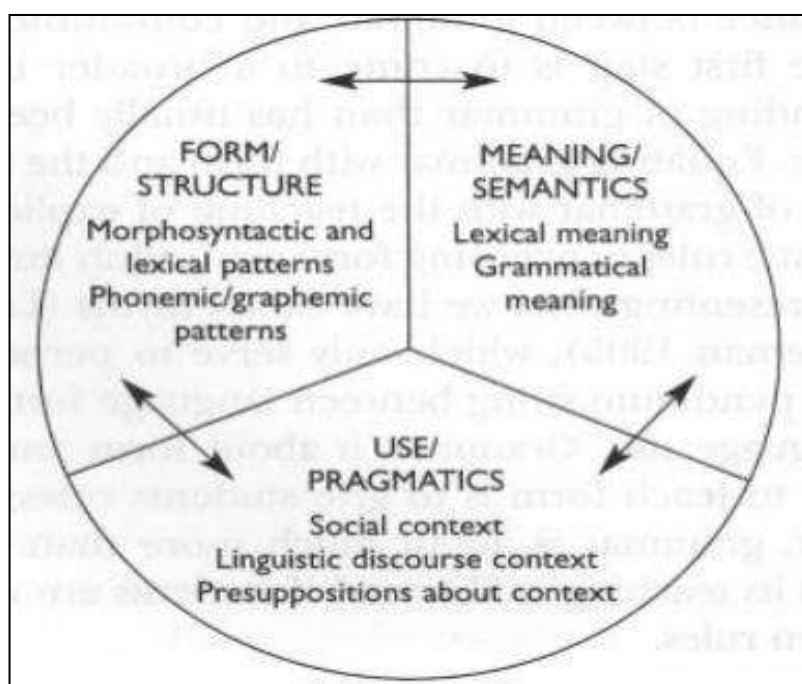 FORM/
STRUCTURE
Morphosyntactic and
lexical patterns
Phonemic/graphemic
patterns
MEANING/
SEMANTICS
Lexical meaning
Grammatical
meaning
USE/
PRAGMATICS
Social context
Linguistic discourse context
Presuppositions about context